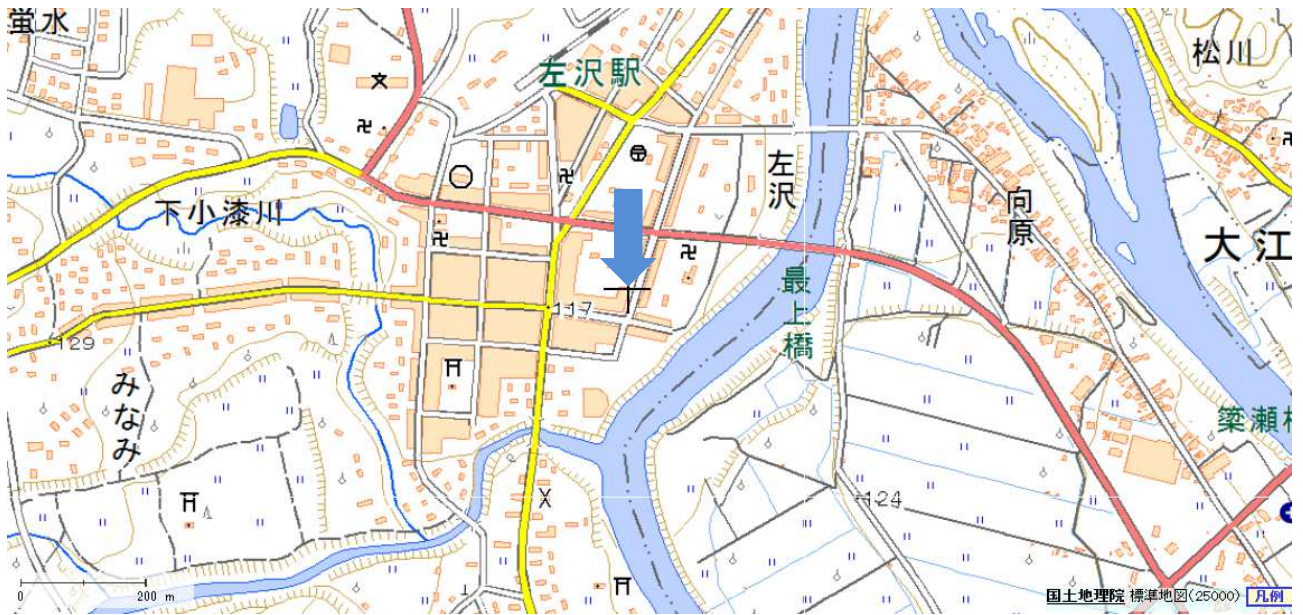 蛍水
左沢駅
松川
左沢
向原
下小漆川
大江
最上橋
117
129
みなみ
梁瀬
124
0 200 m
国土地理院 標準地図(25000) 凡例